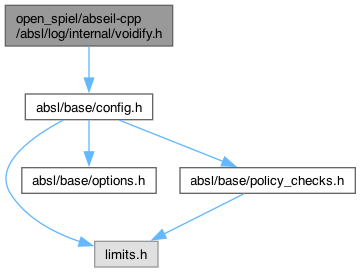 open_spiel/abseil-cpp
/absl/log/internal/voidify.h
absl/base/config.h
absl/base/options.h
absl/base/policy_checks.h
limits.h